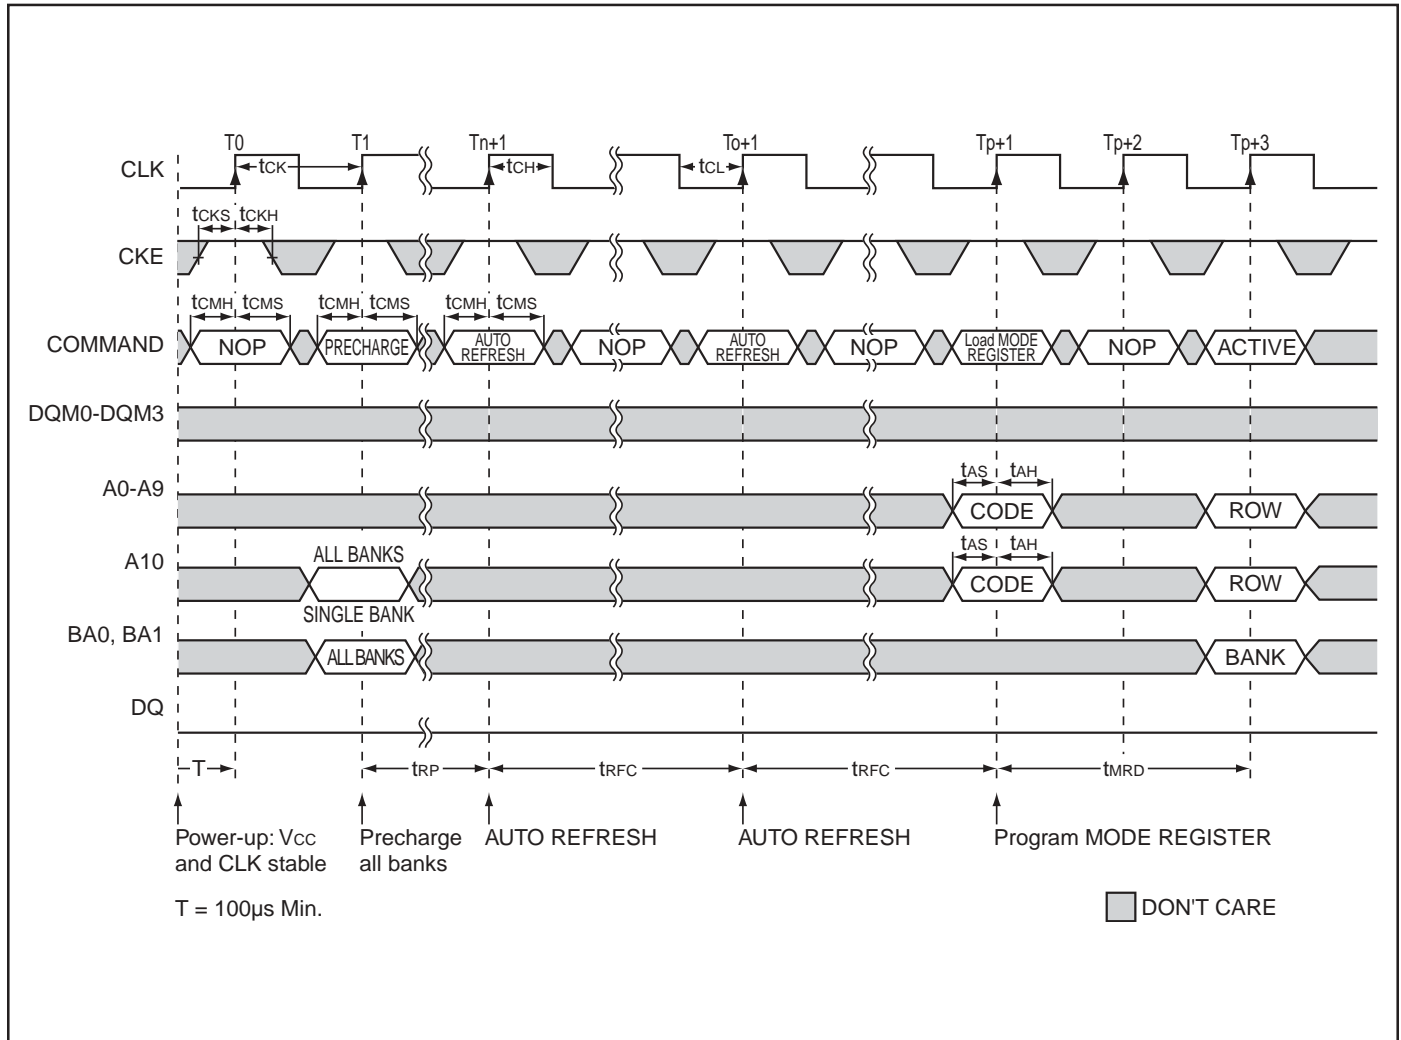 T0 T1 Tn+1 To+1 Tp+1 Tp+2 Tp+3
CLK tCK tCH tCL
tCKS tCKH
CKE
tCMH tCMS tCMH tCMS tCMH tCMS
COMMAND NOP PRECHARGE AUTO REFRESH NOP AUTO REFRESH NOP Load MODE REGISTER NOP ACTIVE
DQM0-DQM3
tAS tAH
A0-A9 CODE ROW
ALL BANKS tAS tAH
A10 CODE ROW
SINGLE BANK
BA0, BA1 ALL BANKS BANK
DQ
T tRP tRFC tRFC tMRD
Power-up: VCC and CLK stable
Precharge all banks
AUTO REFRESH
AUTO REFRESH
Program MODE REGISTER
T = 100µs Min.
DON'T CARE